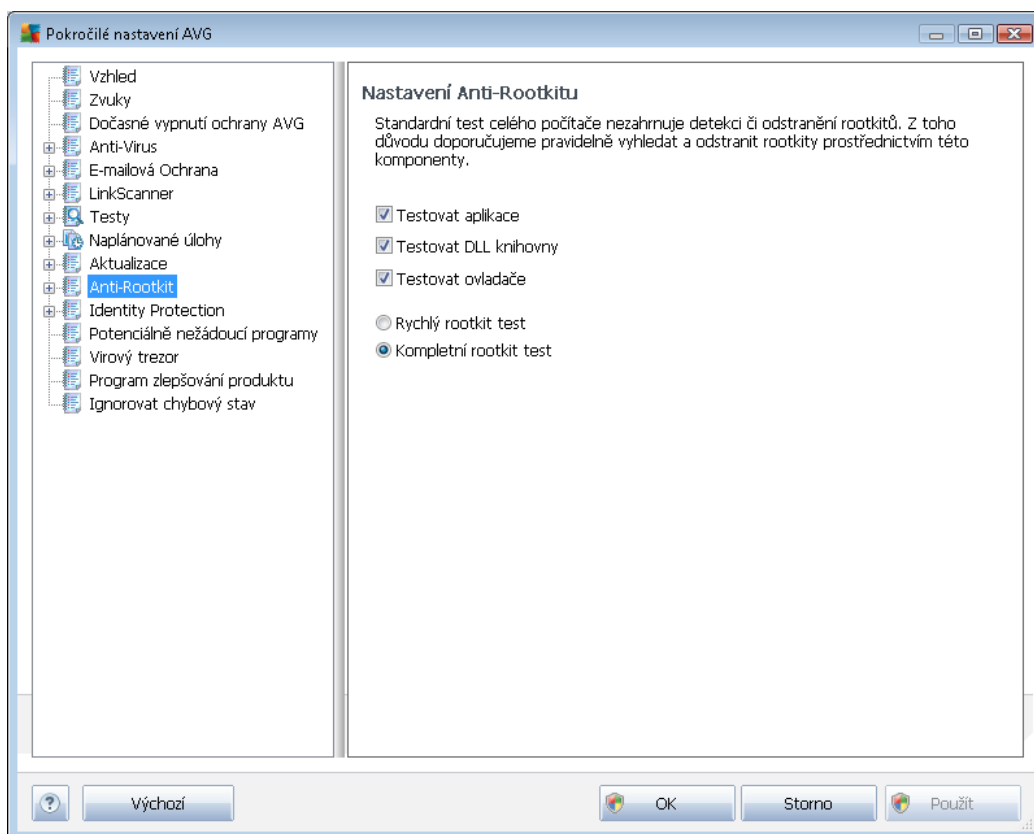 Pokročilé nastavení AVG
Vzhled
Zvuky
Dočasné vypnutí ochrany AVG
Anti-Virus
E-mailová Ochrana
LinkScanner
Testy
Naplánované úlohy
Aktualizace
Anti-Rootkit
Identity Protection
Potenciálně nežádoucí programy
Virový trezor
Program zlepšování produktu
Ignorovat chybový stav
Nastavení Anti-Rootkitu
Standardní test celého počítače nezahrnuje detekci či odstranění rootkitů. Z toho
důvodu doporučujeme pravidelně vyhledat a odstranit rootkity prostřednictvím této
komponenty.
Testovat aplikace
Testovat DLL knihovny
Testovat ovladače
Rychlý rootkit test
Kompletní rootkit test
?
Výchozí
OK
Storno
Použít